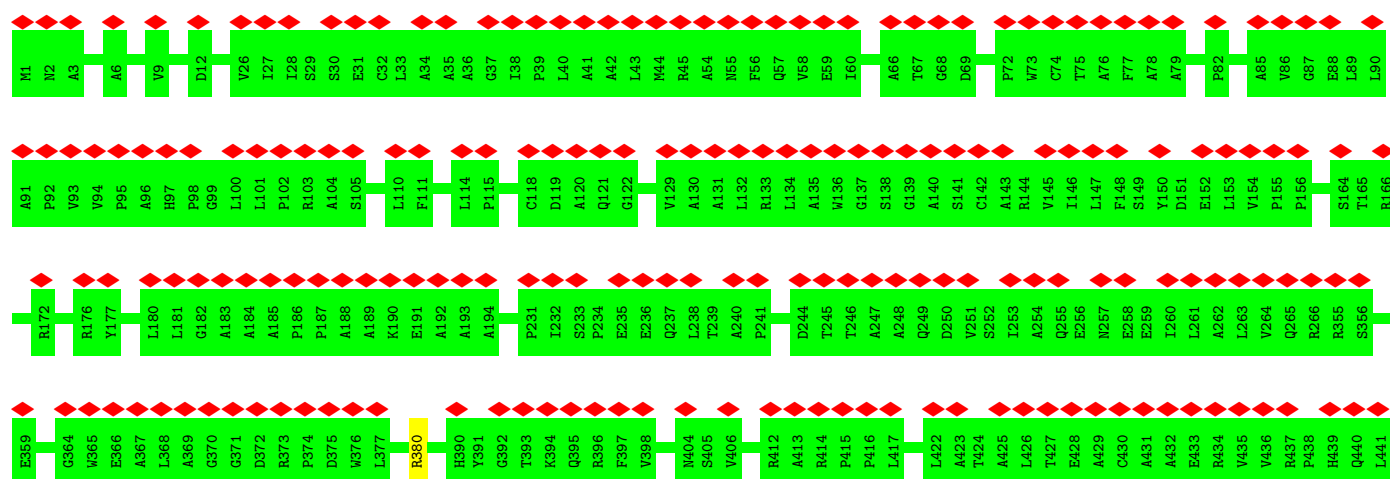 M1 N2 A3 A6 V9 D12 V26 I27 I28 S29 S30 E31 C32 L33 A34 A35 A36 G37 I38 P39 L40 A41 A42 L43 M44 R45 A54 N55 F56 Q57 V58 E59 I60 A66 T67 G68 D69 P72 W73 C74 T75 A76 F77 A78 A79 P82 A85 V86 G87 E88 L89 L90
A91 P92 V93 V94 P95 A96 H97 P98 G99 L100 L101 P102 R103 A104 S105 L110 F111 L114 P115 C118 D119 A120 Q121 G122 V129 A130 A131 L132 R133 L134 A135 W136 G137 S138 G139 A140 S141 C142 A143 R144 V145 I146 L147 F148 S149 Y150 D151 E152 L153 V154 P155 P156 S164 T165 R166
R172 R176 Y177 L180 L181 G182 A183 A184 A185 P186 P187 A188 A189 K190 E191 A192 A193 A194 P231 I232 S233 P234 E235 E236 Q237 L238 T239 A240 P241 D244 T245 T246 A247 A248 Q249 D250 V251 S252 I253 A254 Q255 E256 N257 E258 E259 I260 L261 A262 L263 V264 Q265 R266 R355 S356
E359 G364 W365 E366 A367 L368 A369 G370 G371 D372 R373 P374 D375 W376 L377 R380 H390 Y391 G392 T393 K394 Q395 R396 F397 V398 N404 S405 V406 R412 A413 R414 P415 P416 L417 L422 A423 T424 A425 L426 T427 E428 A429 C430 A431 A432 E433 R434 V435 V436 R437 P438 H439 Q440 L441